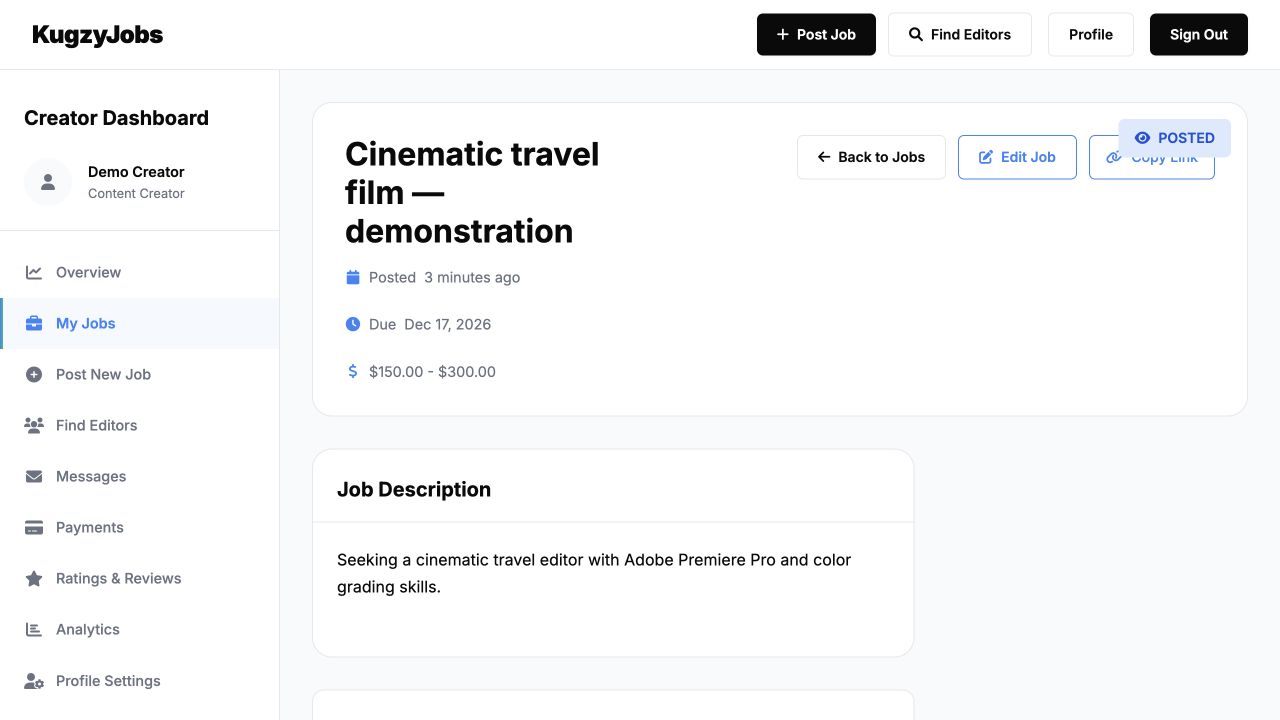 KugzyJobs
Post Job
Find Editors
Profile
Sign Out
Creator Dashboard
Demo Creator
Content Creator
Overview
My Jobs
Post New Job
Find Editors
Messages
Payments
Ratings & Reviews
Analytics
Profile Settings
Cinematic travel
film —
demonstration
Back to Jobs
Edit Job
Copy Link
POSTED
Posted 3 minutes ago
Due Dec 17, 2026
$150.00 - $300.00
Job Description
Seeking a cinematic travel editor with Adobe Premiere Pro and color
grading skills.